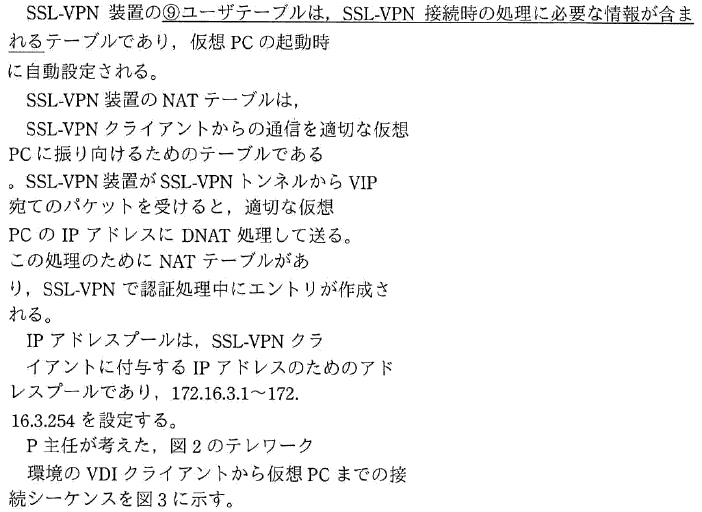 SSL-VPN 装置の⑨ユーザテーブルは，SSL-VPN 接続時の処理に必要な情報が含ま
れるテーブルであり，仮想 PC の起動時
に自動設定される。
SSL-VPN 装置の NAT テーブルは，
SSL-VPN クライアントからの通信を適切な仮想
PC に振り向けるためのテーブルである
。SSL-VPN 装置が SSL-VPN トンネルから VIP
宛てのパケットを受けると，適切な仮想
PC の IP アドレスに DNAT 処理して送る。
この処理のために NAT テーブルがあ
り，SSL-VPN で認証処理中にエントリが作成さ
れる。
IP アドレスプールは，SSL-VPN クラ
イアントに付与する IP アドレスのためのアド
レスプールであり，172.16.3.1～172.
16.3.254 を設定する。
P 主任が考えた，図 2 のテレワーク
環境の VDI クライアントから仮想 PC までの接
続シーケンスを図 3 に示す。